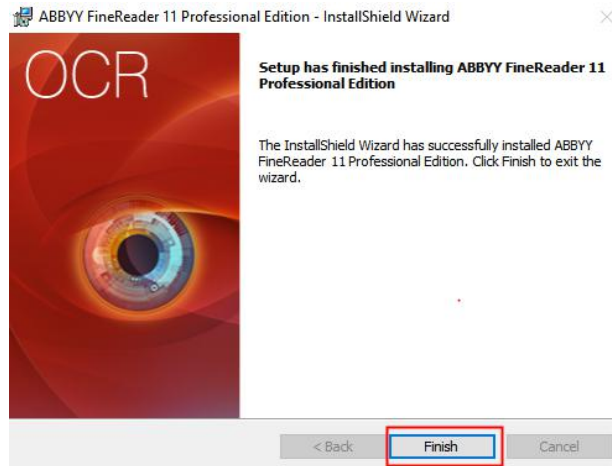 ABBYY FineReader 11 Professional Edition - InstallShield Wizard
OCR
Setup has finished installing ABBYY FineReader 11
Professional Edition
The InstallShield Wizard has successfully installed ABBYY
FineReader 11 Professional Edition. Click Finish to exit the
wizard.
< Back Finish Cancel